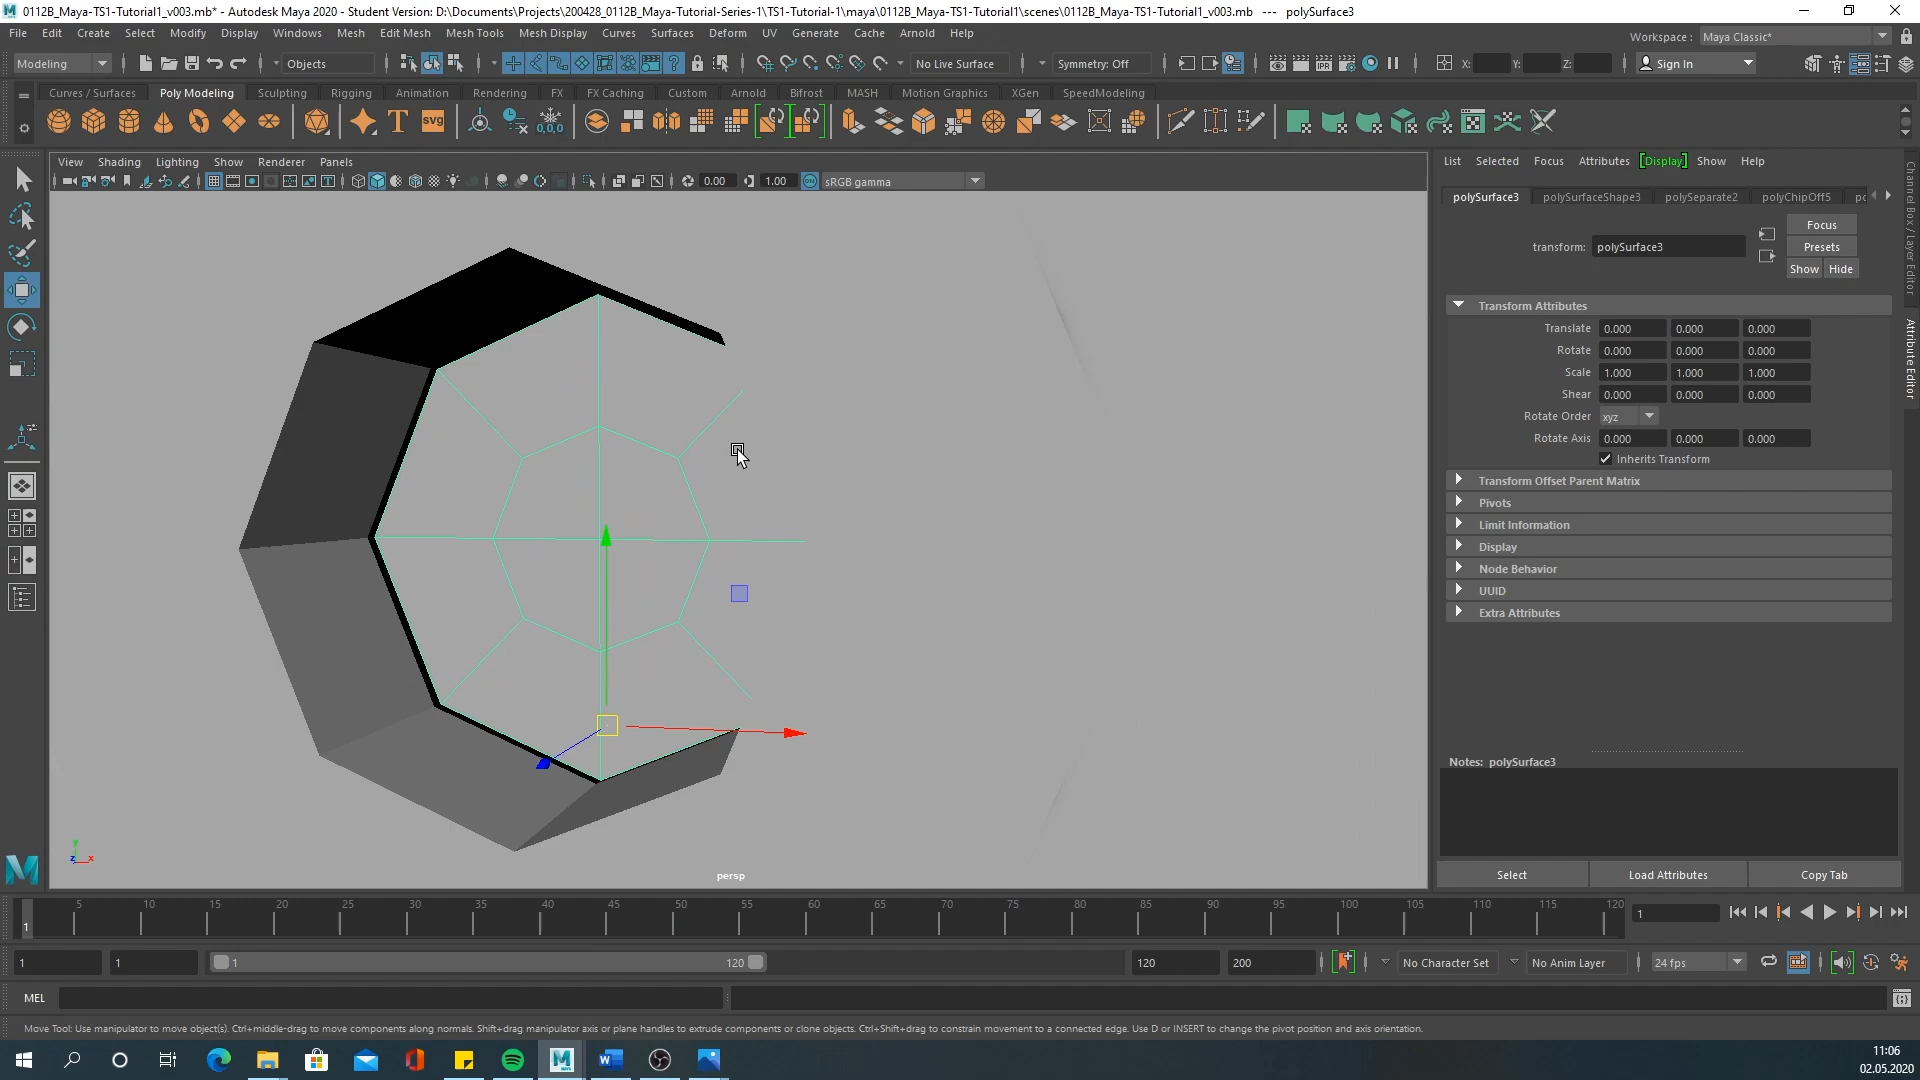 0112B_Maya-TS1-Tutorial1_v003.mb* - Autodesk Maya 2020 - Student Version: D:\Documents\Projects\200428_0112B_Maya-Tutorial-Series-1\TS1-Tutorial-1\maya\0112B_Maya-TS1-Tutorial1\scenes\0112B_Maya-TS1-Tutorial1_v003.mb --- polySurface3
File Edit Create Select Modify Display Windows Mesh Edit Mesh Mesh Tools Mesh Display Curves Surfaces Deform UV Generate Cache Arnold Help
Workspace : Maya Classic*
Modeling Objects No Live Surface Symmetry: Off X: Y: Z: Sign In
Curves / Surfaces Poly Modeling Sculpting Rigging Animation Rendering FX FX Caching Custom Arnold Bifrost MASH Motion Graphics XGen SpeedModeling
T svg 0,0,0
View Shading Lighting Show Renderer Panels
0.00 1.00 ON sRGB gamma
List Selected Focus Attributes Display Show Help
polySurface3 polySurfaceShape3 polySeparate2 polyChipOff5 pc
Focus
transform: polySurface3
Presets
Show Hide
Transform Attributes
Translate 0.000 0.000 0.000
Rotate 0.000 0.000 0.000
Scale 1.000 1.000 1.000
Shear 0.000 0.000 0.000
Rotate Order xyz
Rotate Axis 0.000 0.000 0.000
Inherits Transform
Transform Offset Parent Matrix
Pivots
Limit Information
Display
Node Behavior
UUID
Extra Attributes
Notes: polySurface3
Select Load Attributes Copy Tab
Channel Box / Layer Editor
Attribute Editor
y
z x
persp
5 10 15 20 25 30 35 40 45 50 55 60 65 70 75 80 85 90 95 100 105 110 115 120
1 1
1 1 1 120 120 200 No Character Set No Anim Layer 24 fps
MEL
Move Tool: Use manipulator to move object(s). Ctrl+middle-drag to move components along normals. Shift+drag manipulator axis or plane handles to extrude components or clone objects. Ctrl+Shift+drag to constrain movement to a connected edge. Use D or INSERT to change the pivot position and axis orientation.
11:06
02.05.2020